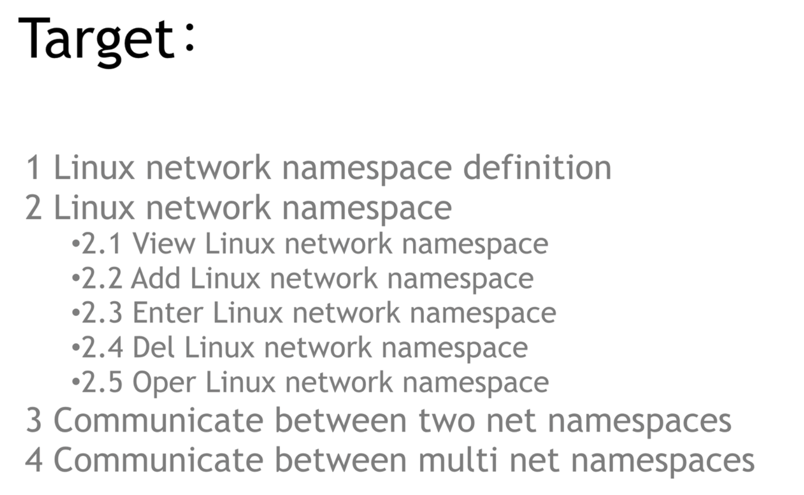 Target：
1 Linux network namespace definition
2 Linux network namespace
•2.1 View Linux network namespace
•2.2 Add Linux network namespace
•2.3 Enter Linux network namespace
•2.4 Del Linux network namespace
•2.5 Oper Linux network namespace
3 Communicate between two net namespaces
4 Communicate between multi net namespaces